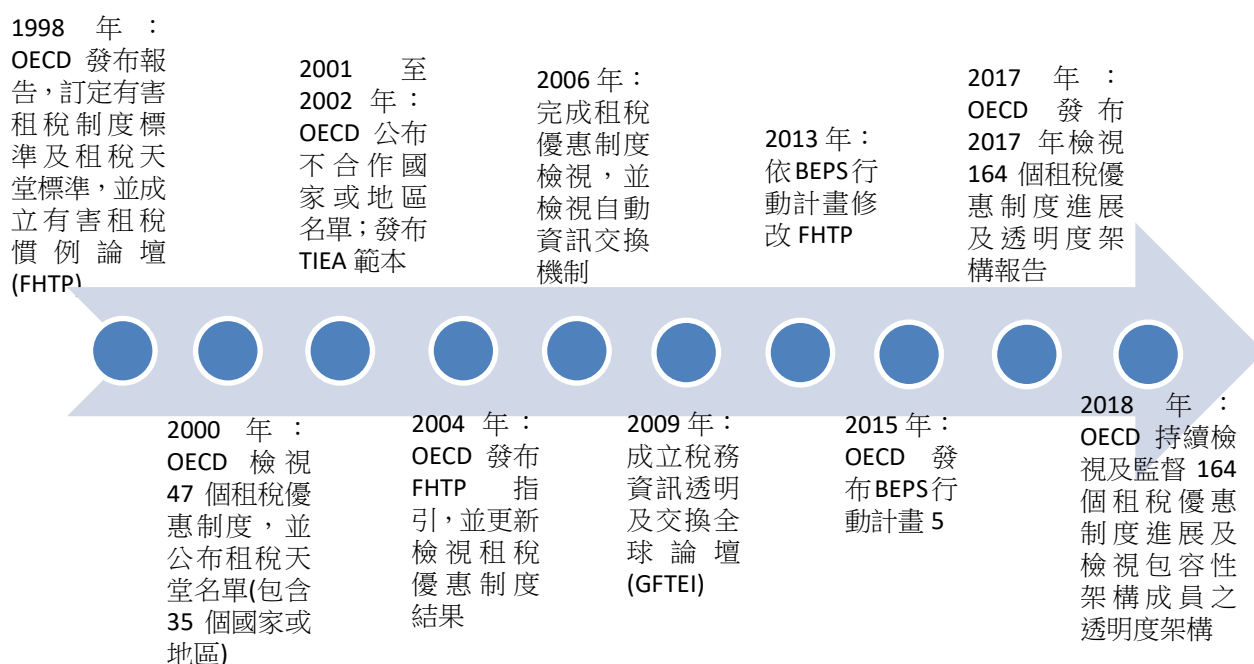 1998 年：
OECD 發布報
告，訂定有害
租稅制度標
準及租稅天
堂標準，並成
立有害租稅
慣例論壇
(FHTP)
2000 年：
OECD 檢視
47 個租稅優
惠制度，並
公布租稅天
堂名單(包含
35 個國家或
地區)
2001 至
2002 年：
OECD 公布
不合作國
家或地區
名單；發布
TIEA 範本
2004 年：
OECD 發布
FHTP 指
引，並更新
檢視租稅
優惠制度
結果
2006 年：
完成租稅
優惠制度
檢視，並
檢視自動
資訊交換
機制
2009 年：
成立稅務
資訊透明
及交換全
球論壇
(GFTEI)
2013 年：
依 BEPS 行
動計畫修
改 FHTP
2015 年：
OECD 發
布 BEPS 行
動計畫 5
2017 年：
OECD 發布
2017 年檢視
164 個租稅優
惠制度進展
及透明度架
構報告
2018 年：
OECD 持續檢
視及監督 164
個租稅優惠
制度進展及
檢視包容性
架構成員之
透明度架構